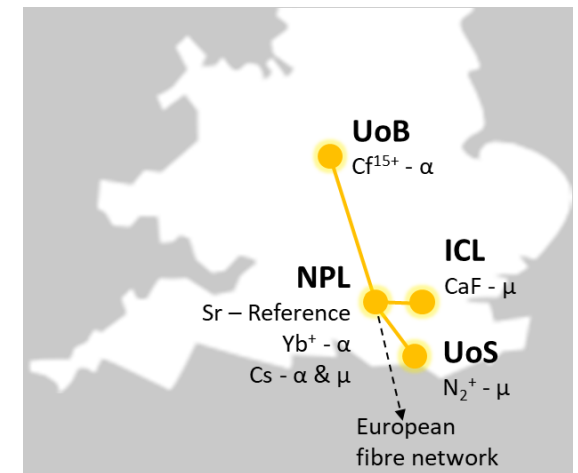 UoB
Cf¹⁵⁺ - α
ICL
CaF - μ
NPL
Sr – Reference
Yb⁺ - α
Cs - α & μ
UoS
N₂⁺ - μ
European
fibre network